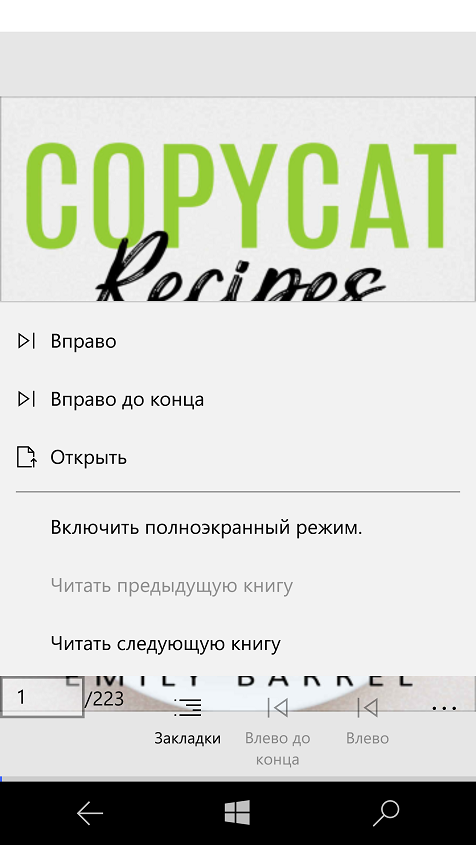 COPYCAT
Recipes
Вправо
Вправо до конца
Открыть
Включить полноэкранный режим.
Читать предыдущую книгу
Читать следующую книгу
EMILY BARREL
1 /223
Закладки
Влево до
конца
Влево